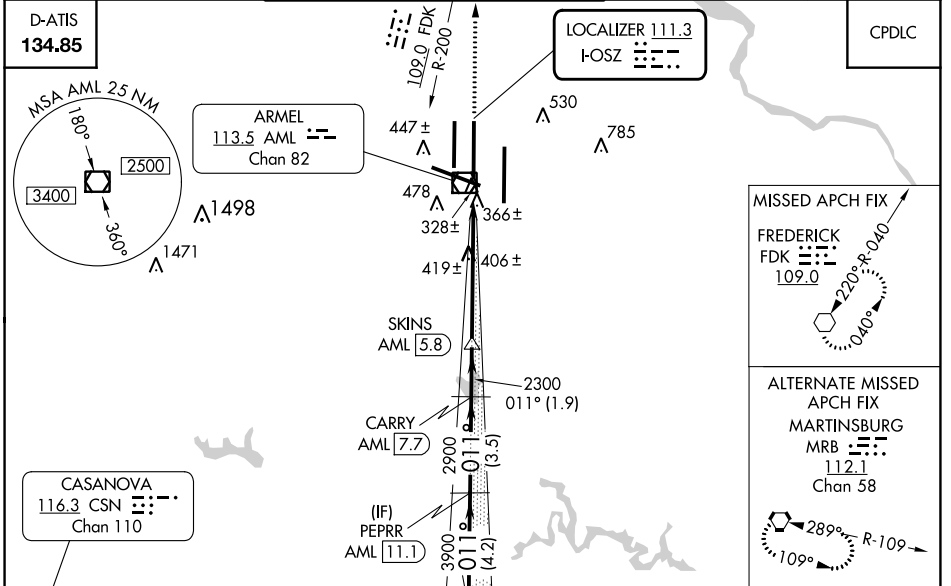 D-ATIS
134.85
109.0 FDK
R-200
LOCALIZER 111.3
I-OSZ
CPDLC
MSA AML 25 NM
180°
2500
3400
360°
ARMEL
113.5 AML
Chan 82
530
785
447 ±
478
328±
366±
1498
1471
419±
406±
MISSED APCH FIX
FREDERICK
FDK
109.0
220°
R-040
040°
SKINS
AML 5.8
2300
011° (1.9)
CARRY
AML 7.7
2900
011°
(3.5)
ALTERNATE MISSED
APCH FIX
MARTINSBURG
MRB
112.1
Chan 58
289°
R-109
109°
CASANOVA
116.3 CSN
Chan 110
(IF)
PEPRR
AML 11.1
3900
011°
(4.2)